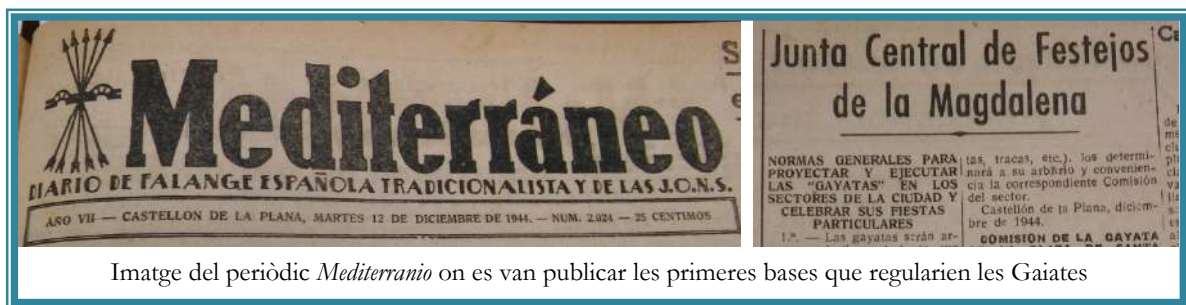 Mediterráneo
DIARIO DE FALANGE ESPAÑOLA TRADICIONALISTA Y DE LAS J.O.N.S.
AÑO VII — CASTELLON DE LA PLANA, MARTES 12 DE DICIEMBRE DE 1944. — NUM. 2.024 — 25 CENTIMOS
Junta Central de Festejos
de la Magdalena
NORMAS GENERALES PARA
PROYECTAR Y EJECUTAR
LAS "GAYATAS" EN LOS
SECTORES DE LA CIUDAD Y
CELEBRAR SUS FIESTAS
PARTICULARES
1.ª. — Las gayatas serán ar-
tas, tracas, etc.). los determi-
nará a su arbitrio y convenien-
cia la correspondiente Comisión
del sector.
Castellón de la Plana, diciem-
bre de 1944.
COMISION DE LA GAYATA
Imatge del periòdic Mediterranio on es van publicar les primeres bases que regularien les Gaiates